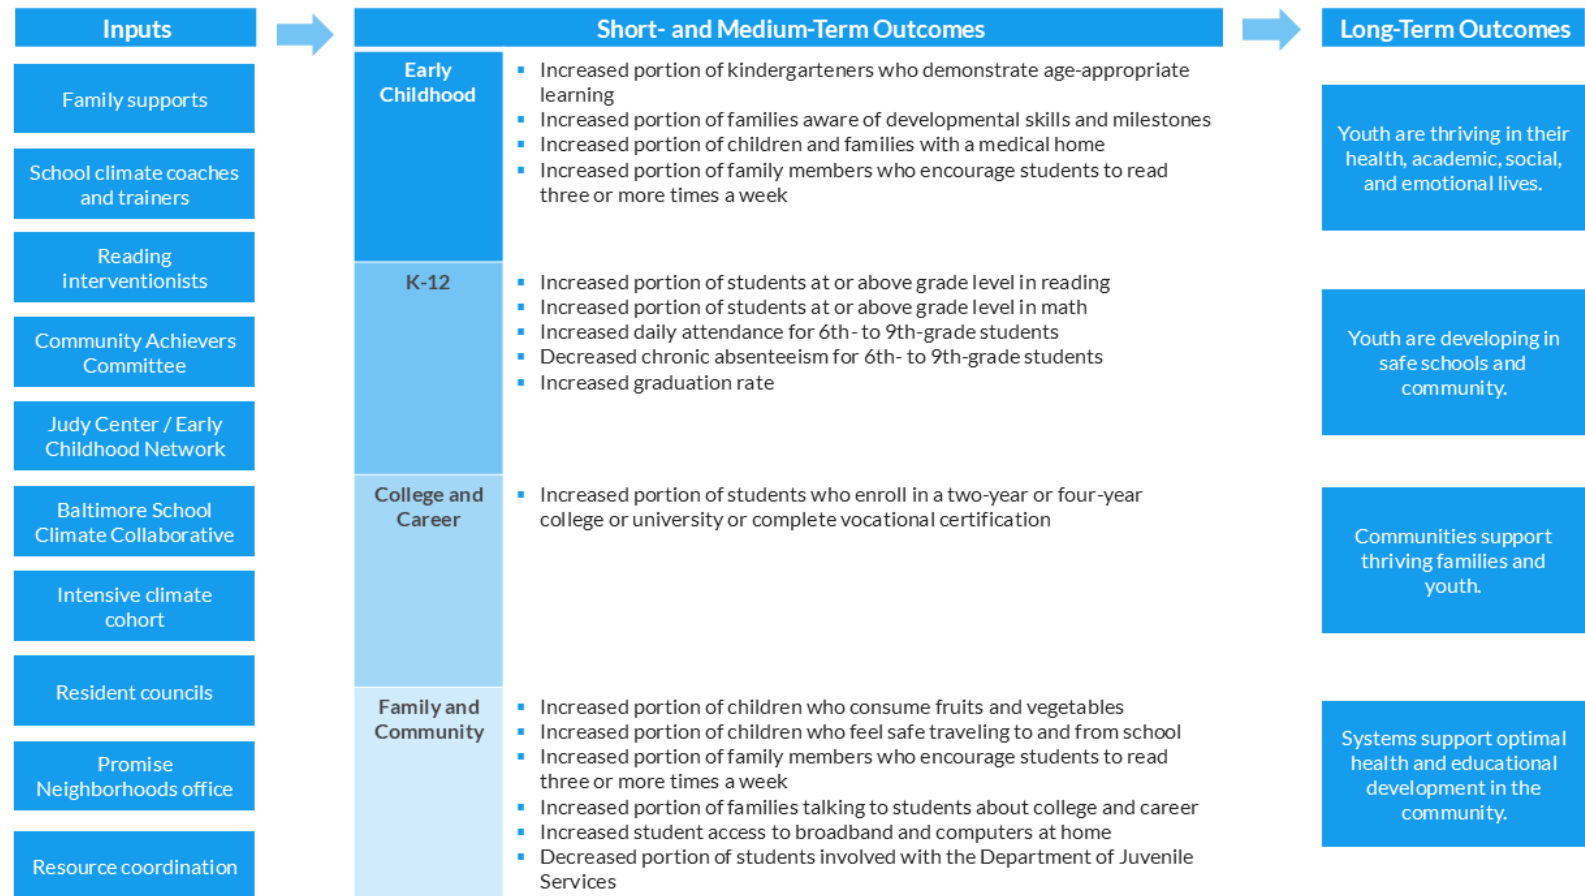 Inputs
Family supports
School climate coaches
and trainers
Reading
interventionists
Community Achievers
Committee
Judy Center / Early
Childhood Network
Baltimore School
Climate Collaborative
Intensive climate
cohort
Resident councils
Promise
Neighborhoods office
Resource coordination
Short- and Medium-Term Outcomes
Early
Childhood
▪ Increased portion of kindergarteners who demonstrate age-appropriate
learning
▪ Increased portion of families aware of developmental skills and milestones
▪ Increased portion of children and families with a medical home
▪ Increased portion of family members who encourage students to read
three or more times a week
K-12
▪ Increased portion of students at or above grade level in reading
▪ Increased portion of students at or above grade level in math
▪ Increased daily attendance for 6th- to 9th-grade students
▪ Decreased chronic absenteeism for 6th- to 9th-grade students
▪ Increased graduation rate
College and
Career
▪ Increased portion of students who enroll in a two-year or four-year
college or university or complete vocational certification
Family and
Community
▪ Increased portion of children who consume fruits and vegetables
▪ Increased portion of children who feel safe traveling to and from school
▪ Increased portion of family members who encourage students to read
three or more times a week
▪ Increased portion of families talking to students about college and career
▪ Increased student access to broadband and computers at home
▪ Decreased portion of students involved with the Department of Juvenile
Services
Long-Term Outcomes
Youth are thriving in their
health, academic, social,
and emotional lives.
Youth are developing in
safe schools and
community.
Communities support
thriving families and
youth.
Systems support optimal
health and educational
development in the
community.